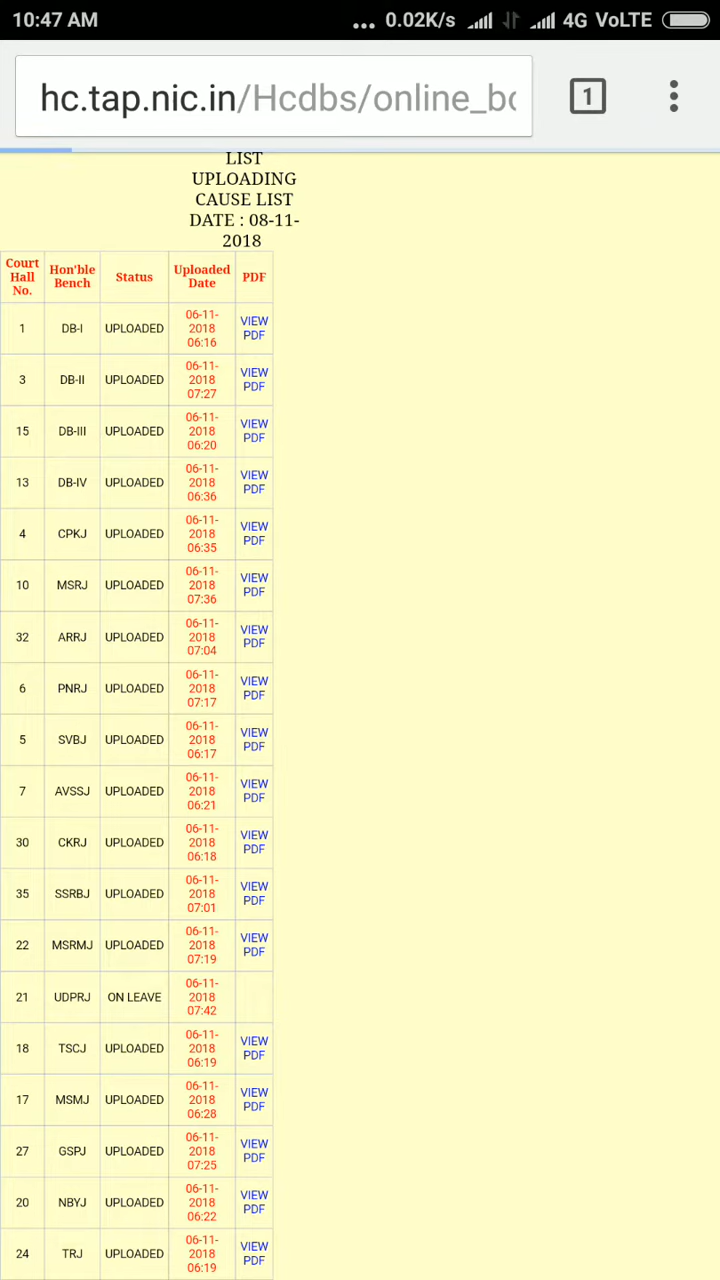 10:47 AM ... 0.02K/s 4G VoLTE
hc.tap.nic.in/Hcdbs/online_bo 1
LIST
UPLOADING
CAUSE LIST
DATE : 08-11-
2018
Court Hall No. Hon'ble Bench Status Uploaded Date PDF
1 DB-I UPLOADED 06-11-2018 06:16 VIEW PDF
3 DB-II UPLOADED 06-11-2018 07:27 VIEW PDF
15 DB-III UPLOADED 06-11-2018 06:20 VIEW PDF
13 DB-IV UPLOADED 06-11-2018 06:36 VIEW PDF
4 CPKJ UPLOADED 06-11-2018 06:35 VIEW PDF
10 MSRJ UPLOADED 06-11-2018 07:36 VIEW PDF
32 ARRJ UPLOADED 06-11-2018 07:04 VIEW PDF
6 PNRJ UPLOADED 06-11-2018 07:17 VIEW PDF
5 SVBJ UPLOADED 06-11-2018 06:17 VIEW PDF
7 AVSSJ UPLOADED 06-11-2018 06:21 VIEW PDF
30 CKRJ UPLOADED 06-11-2018 06:18 VIEW PDF
35 SSRBJ UPLOADED 06-11-2018 07:01 VIEW PDF
22 MSRMJ UPLOADED 06-11-2018 07:19 VIEW PDF
21 UDPRJ ON LEAVE 06-11-2018 07:42
18 TSCJ UPLOADED 06-11-2018 06:19 VIEW PDF
17 MSMJ UPLOADED 06-11-2018 06:28 VIEW PDF
27 GSPJ UPLOADED 06-11-2018 07:25 VIEW PDF
20 NBYJ UPLOADED 06-11-2018 06:22 VIEW PDF
24 TRJ UPLOADED 06-11-2018 06:19 VIEW PDF